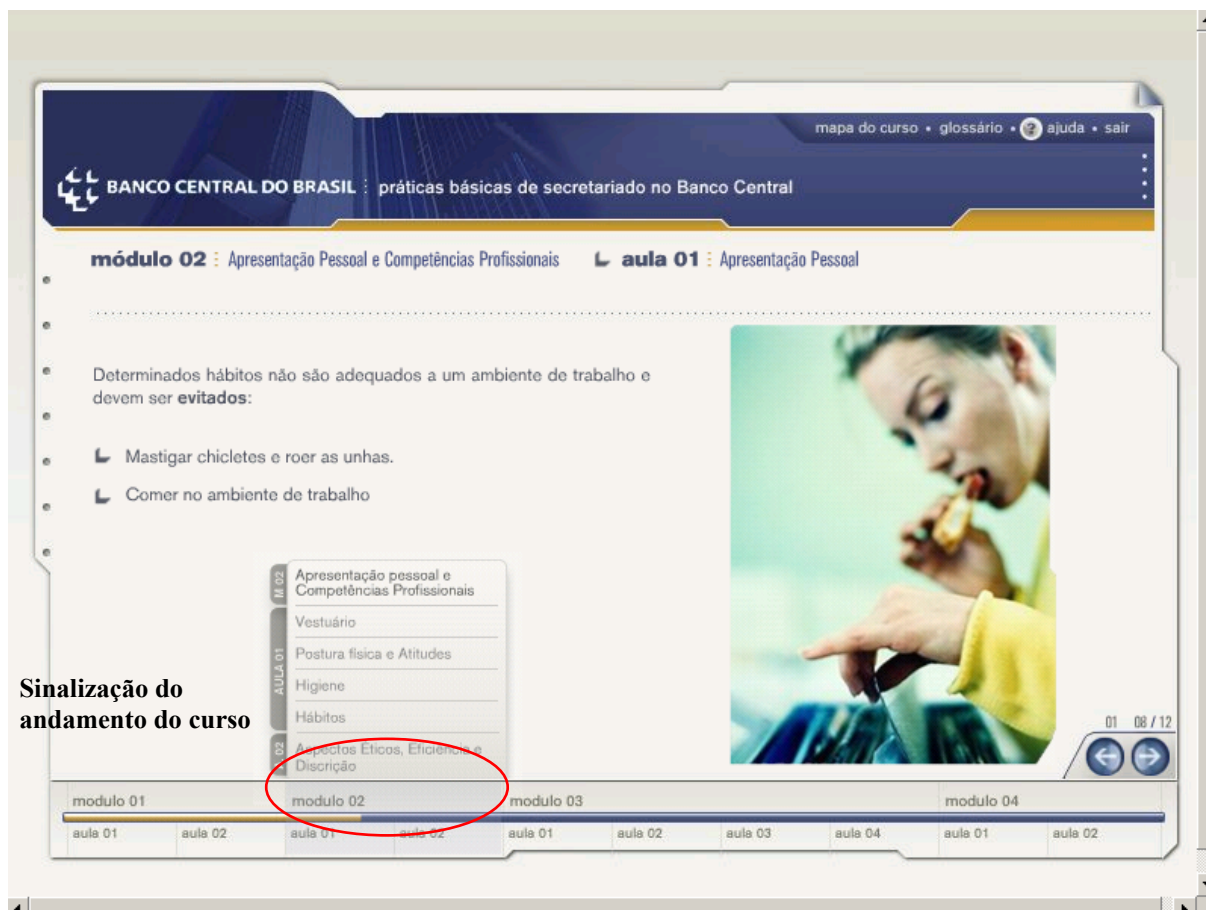 mapa do curso • glossário • ? ajuda • sair
BANCO CENTRAL DO BRASIL práticas básicas de secretariado no Banco Central
módulo 02 Apresentação Pessoal e Competências Profissionais aula 01 Apresentação Pessoal
Determinados hábitos não são adequados a um ambiente de trabalho e
devem ser evitados:
Mastigar chicletes e roer as unhas.
Comer no ambiente de trabalho
M 02
Apresentação pessoal e
Competências Profissionais
AULA 01
Vestuário
Postura física e Atitudes
Higiene
Hábitos
02
Aspectos Éticos, Eficiência e
Discrição
Sinalização do
andamento do curso
01 08 / 12
modulo 01 modulo 02 modulo 03 modulo 04
aula 01 aula 02 aula 01 aula 02 aula 01 aula 02 aula 03 aula 04 aula 01 aula 02